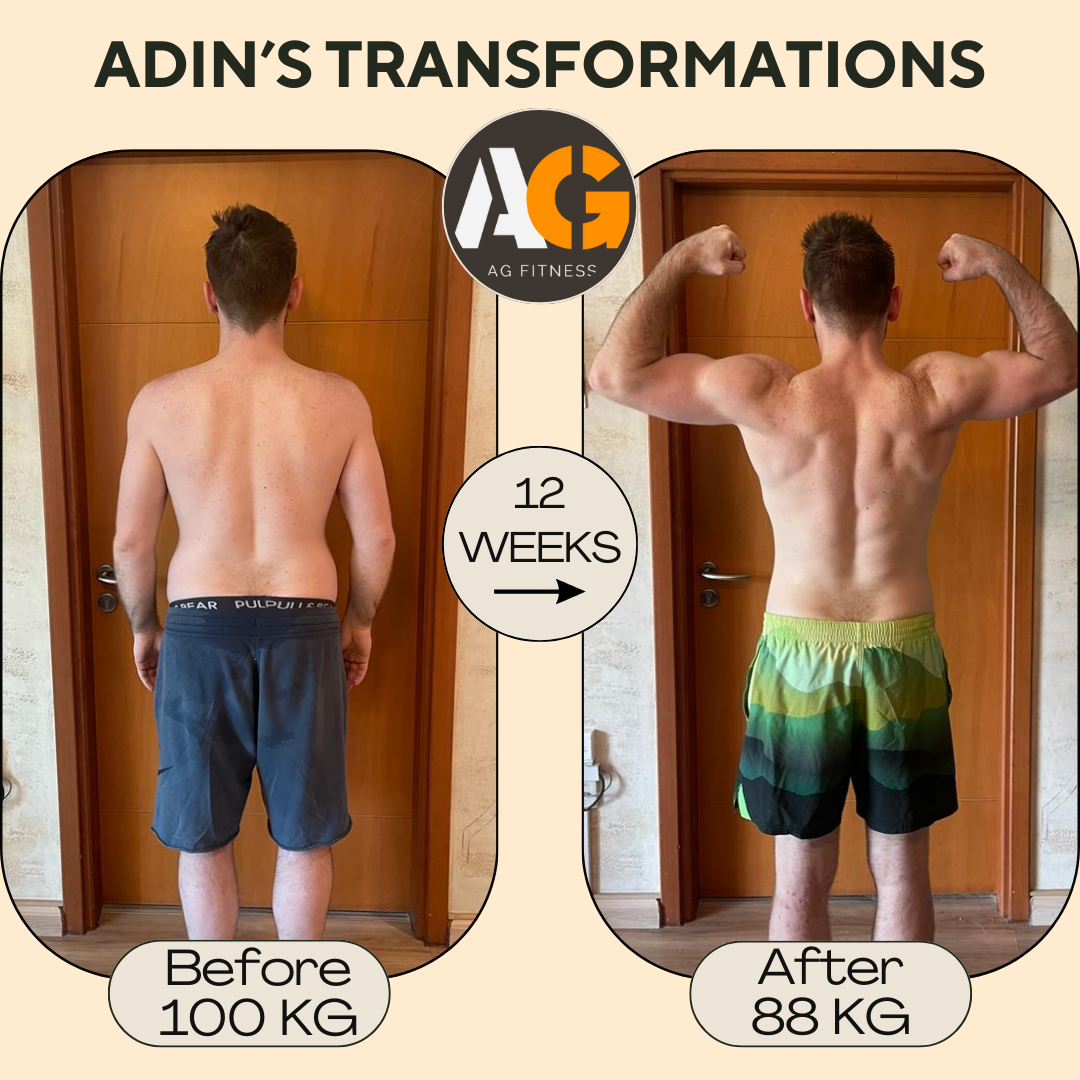 ADIN'S TRANSFORMATIONS
AG
AG FITNESS
12
WEEKS
Before
100 KG
After
88 KG